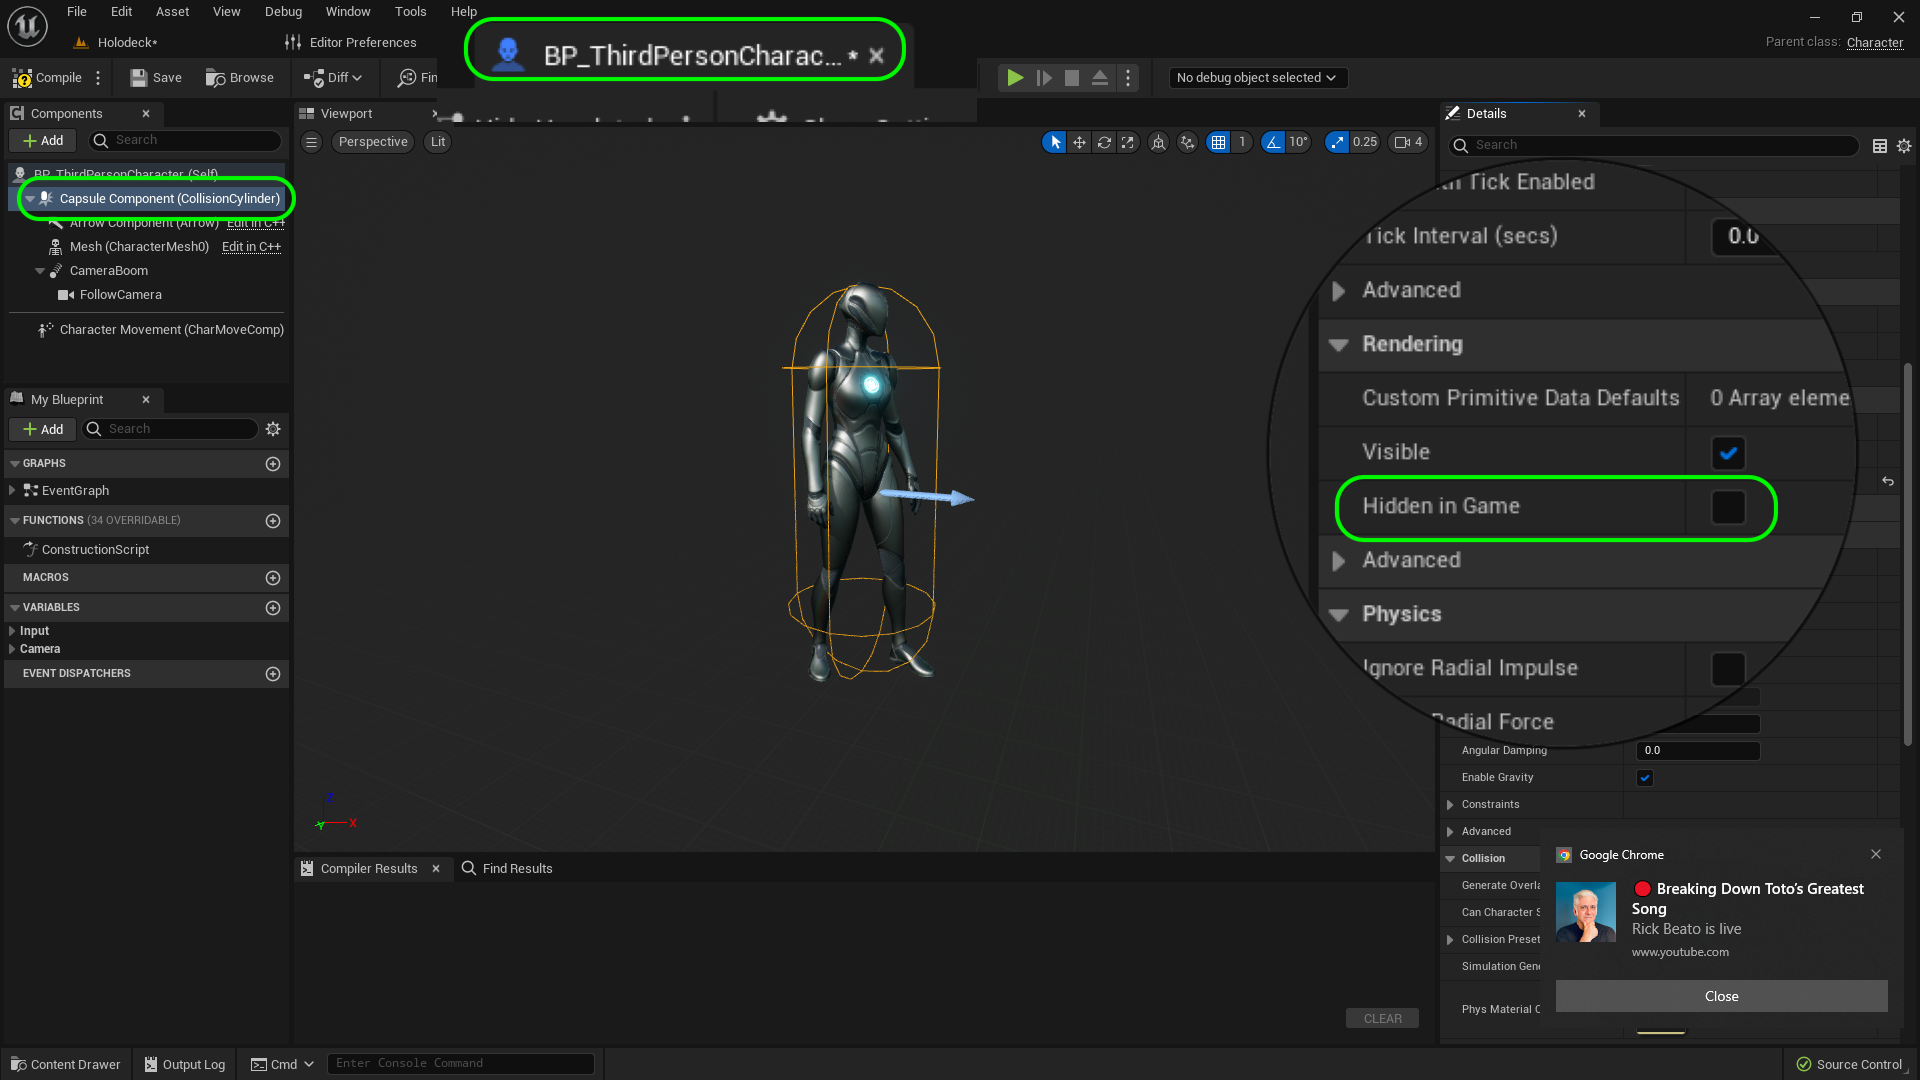 File Edit Asset View Debug Window Tools Help
Holodeck*
Editor Preferences
BP_ThirdPersonCharac... *
Parent class: Character
Compile
Save
Browse
Diff
Fin
No debug object selected
Components
Add
Search
BP_ThirdPersonCharacter (Self)
Capsule Component (CollisionCylinder)
Arrow Component (Arrow) Edit in C++
Mesh (CharacterMesh0) Edit in C++
CameraBoom
FollowCamera
Character Movement (CharMoveComp)
My Blueprint
Add
Search
GRAPHS
EventGraph
FUNCTIONS (34 OVERRIDABLE)
ConstructionScript
MACROS
VARIABLES
Input
Camera
EVENT DISPATCHERS
Viewport
Perspective
Lit
1
10°
0.25
4
Z
Y
X
Compiler Results
Find Results
CLEAR
Details
Search
Tick Enabled
Tick Interval (secs)
0.0
Advanced
Rendering
Custom Primitive Data Defaults
0 Array eleme
Visible
Hidden in Game
Advanced
Physics
Ignore Radial Impulse
Radial Force
Angular Damping
0.0
Enable Gravity
Constraints
Advanced
Collision
Generate Overla
Can Character S
Collision Preset
Simulation Gene
Phys Material O
Google Chrome
Breaking Down Toto's Greatest
Song
Rick Beato is live
www.youtube.com
Close
Content Drawer
Output Log
Cmd
Enter Console Command
Source Control